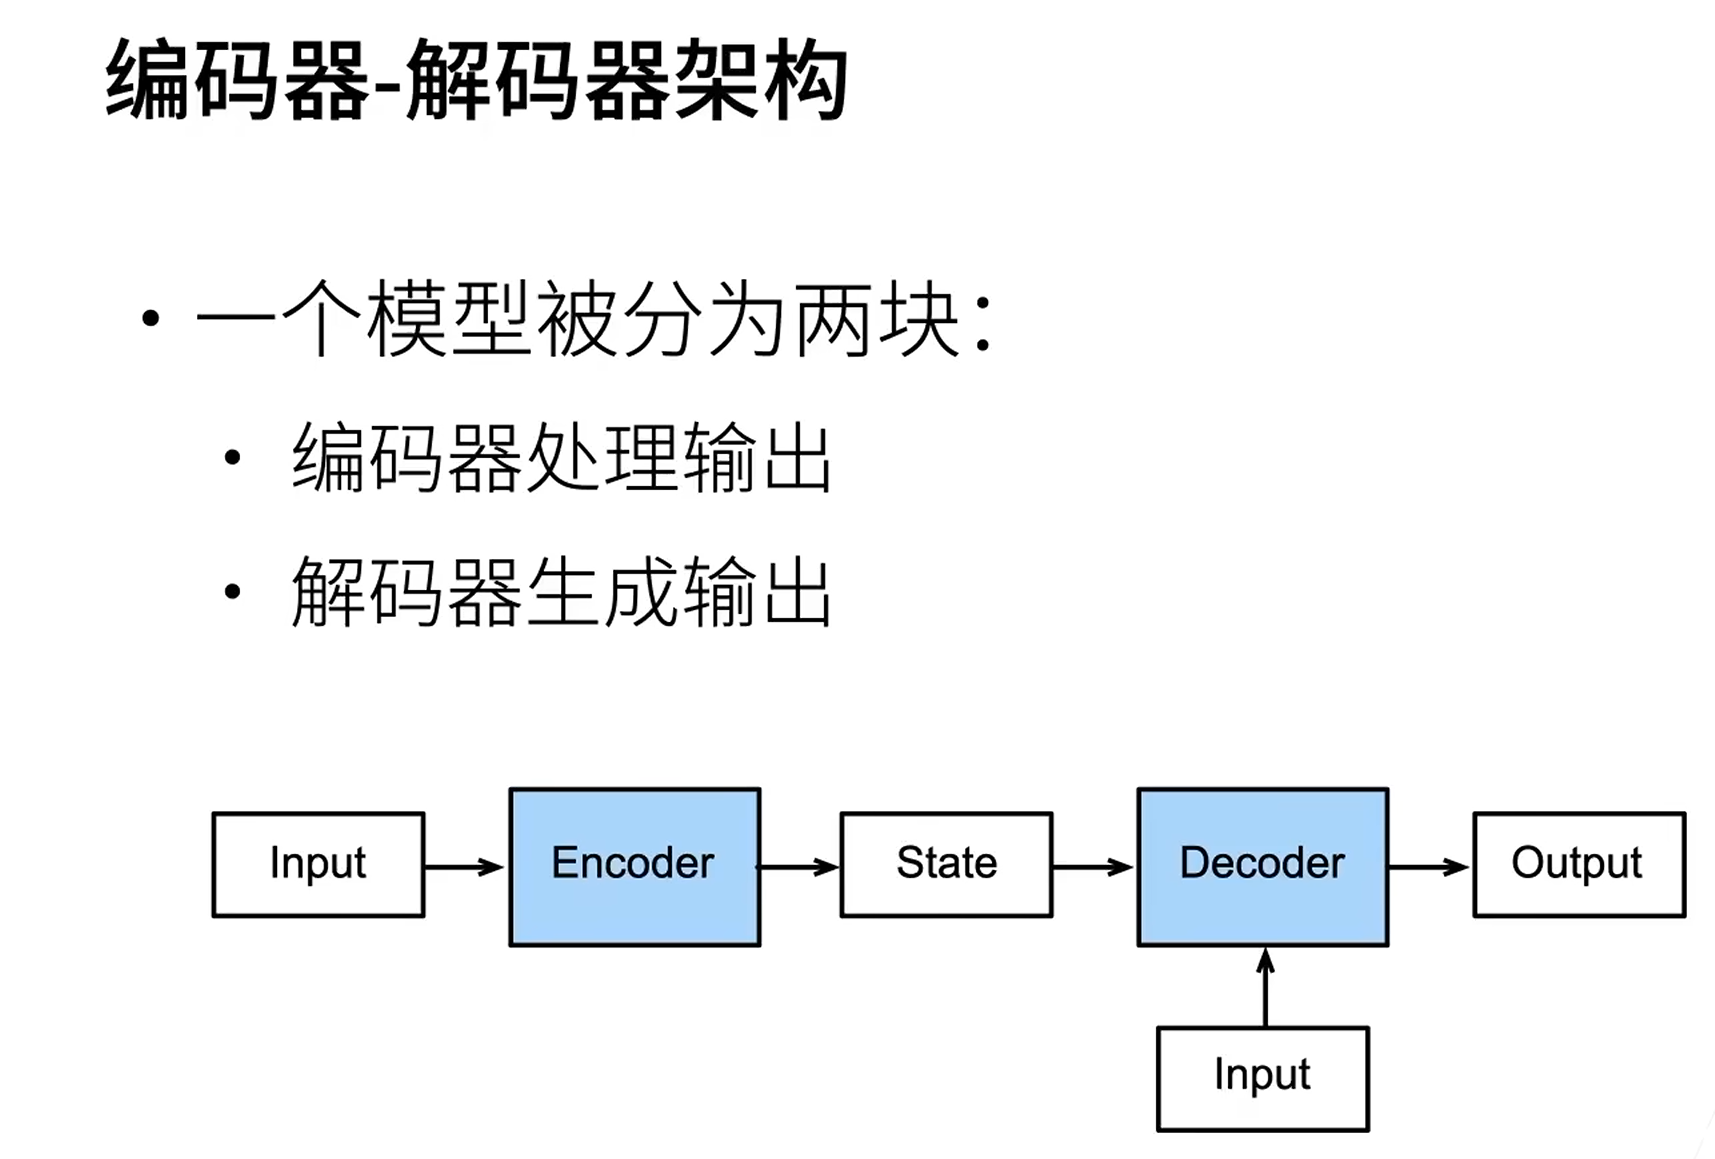 编码器-解码器架构
• 一个模型被分为两块：
• 编码器处理输出
• 解码器生成输出
Input Encoder State Decoder Output
Input